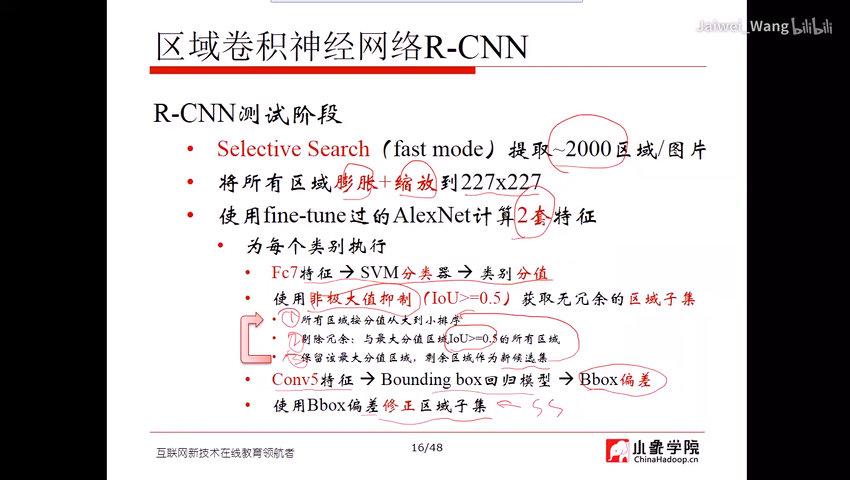 Jaiwei_Wang bilibili
区域卷积神经网络R-CNN
R-CNN测试阶段
• Selective Search（fast mode）提取~2000区域/图片
• 将所有区域膨胀+缩放到227x227
• 使用fine-tune过的AlexNet计算2套特征
• 为每个类别执行
• Fc7特征→SVM分类器→类别分值
• 使用非极大值抑制（IoU>=0.5）获取无冗余的区域子集
• 所有区域按分值从大到小排序
• 剔除冗余：与最大分值区域IoU>=0.5的所有区域
• 保留该最大分值区域，剩余区域作为新候选集
• Conv5特征→Bounding box回归模型→Bbox偏差
• 使用Bbox偏差修正区域子集 ← SS
互联网新技术在线教育领航者
16/48
小象学院
ChinaHadoop.cn